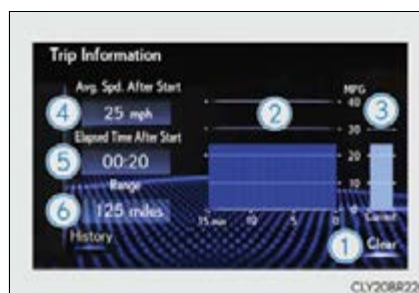 Trip Information
Avg. Spd. After Start
4 25 mph
Elapsed Time After Start
5 00:20
Range
6 125 miles
History
MPG
2 3
40
30
20
10
0
15 min 10 5 0
Current
1 Clear
CLY208R22